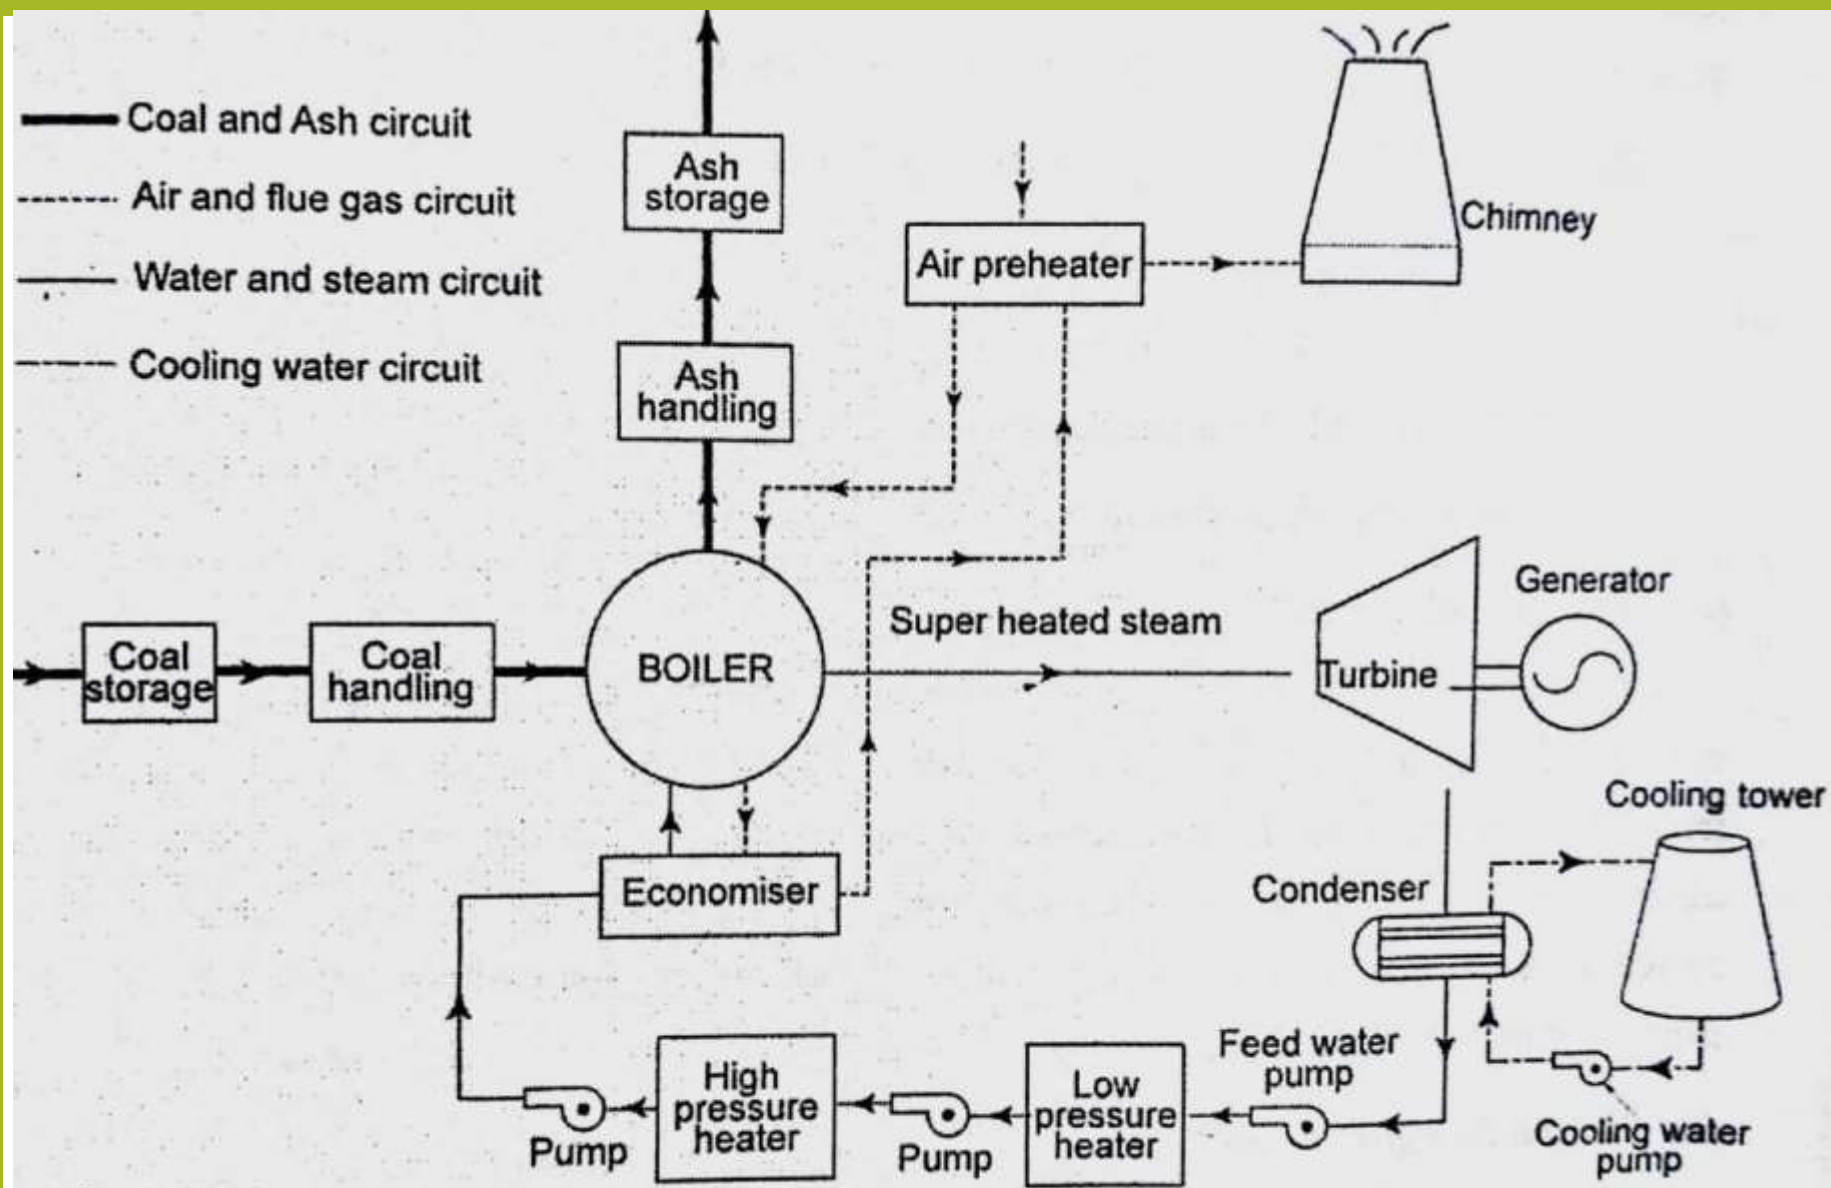 Coal and Ash circuit
Air and flue gas circuit
Water and steam circuit
Cooling water circuit
Ash
storage
Ash
handling
Air preheater
Chimney
Coal
storage
Coal
handling
BOILER
Super heated steam
Turbine
Generator
Economiser
Condenser
Cooling tower
High
pressure
heater
Pump
Low
pressure
heater
Pump
Feed water
pump
Cooling water
pump